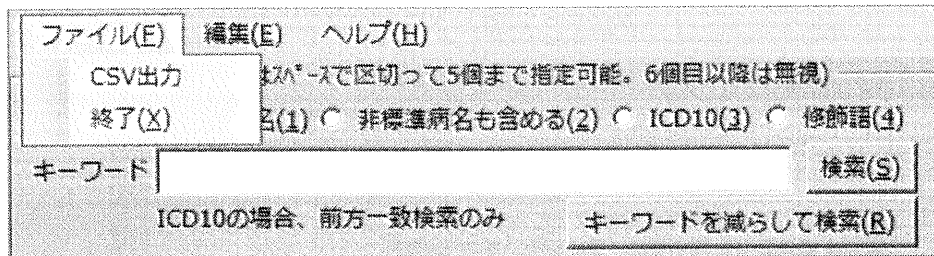 ファイル(F) 編集(E) ヘルプ(H)
CSV出力
はｽﾍﾟｰｽで区切って5個まで指定可能。6個目以降は無視)
終了(X)
名(1) 非標準病名も含める(2) ICD10(3) 修飾語(4)
キーワード 検索(S)
ICD10の場合、前方一致検索のみ キーワードを減らして検索(R)